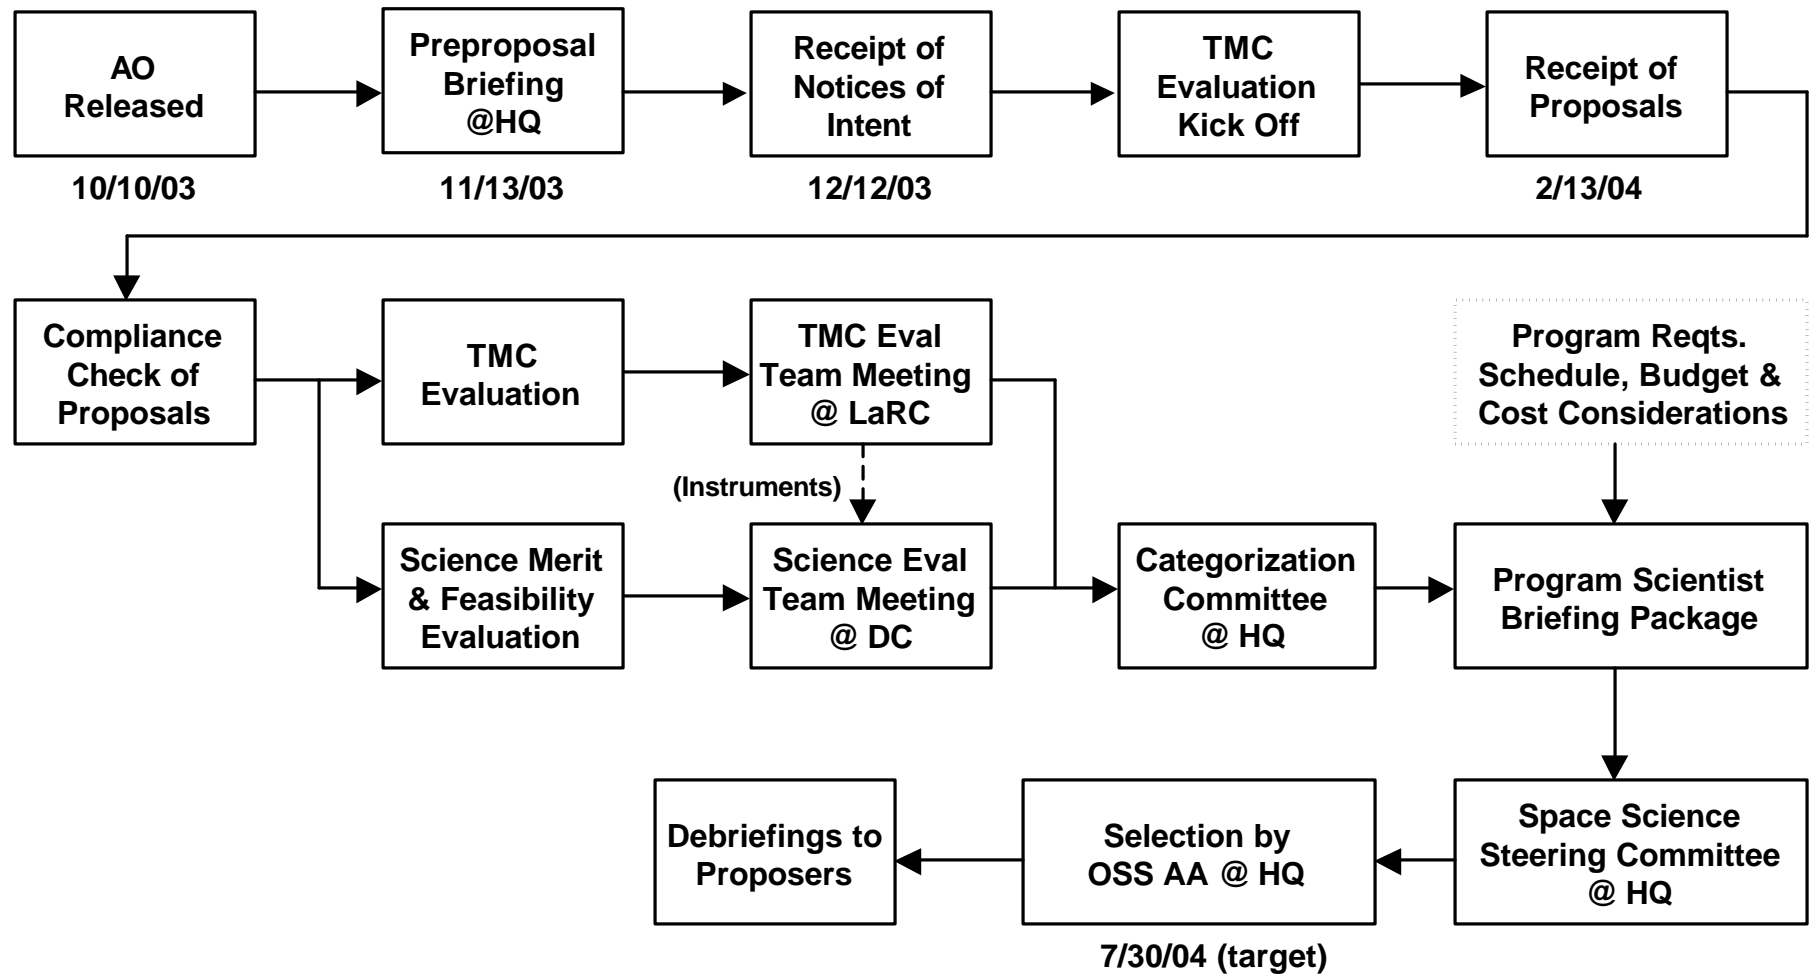 AO
Released
Preproposal
Briefing
@HQ
Receipt of
Notices of
Intent
TMC
Evaluation
Kick Off
Receipt of
Proposals
10/10/03
11/13/03
12/12/03
2/13/04
Compliance
Check of
Proposals
TMC
Evaluation
TMC Eval
Team Meeting
@ LaRC
Program Reqts.
Schedule, Budget &
Cost Considerations
(Instruments)
Science Merit
& Feasibility
Evaluation
Science Eval
Team Meeting
@ DC
Categorization
Committee
@ HQ
Program Scientist
Briefing Package
Debriefings to
Proposers
Selection by
OSS AA @ HQ
Space Science
Steering Committee
@ HQ
7/30/04 (target)